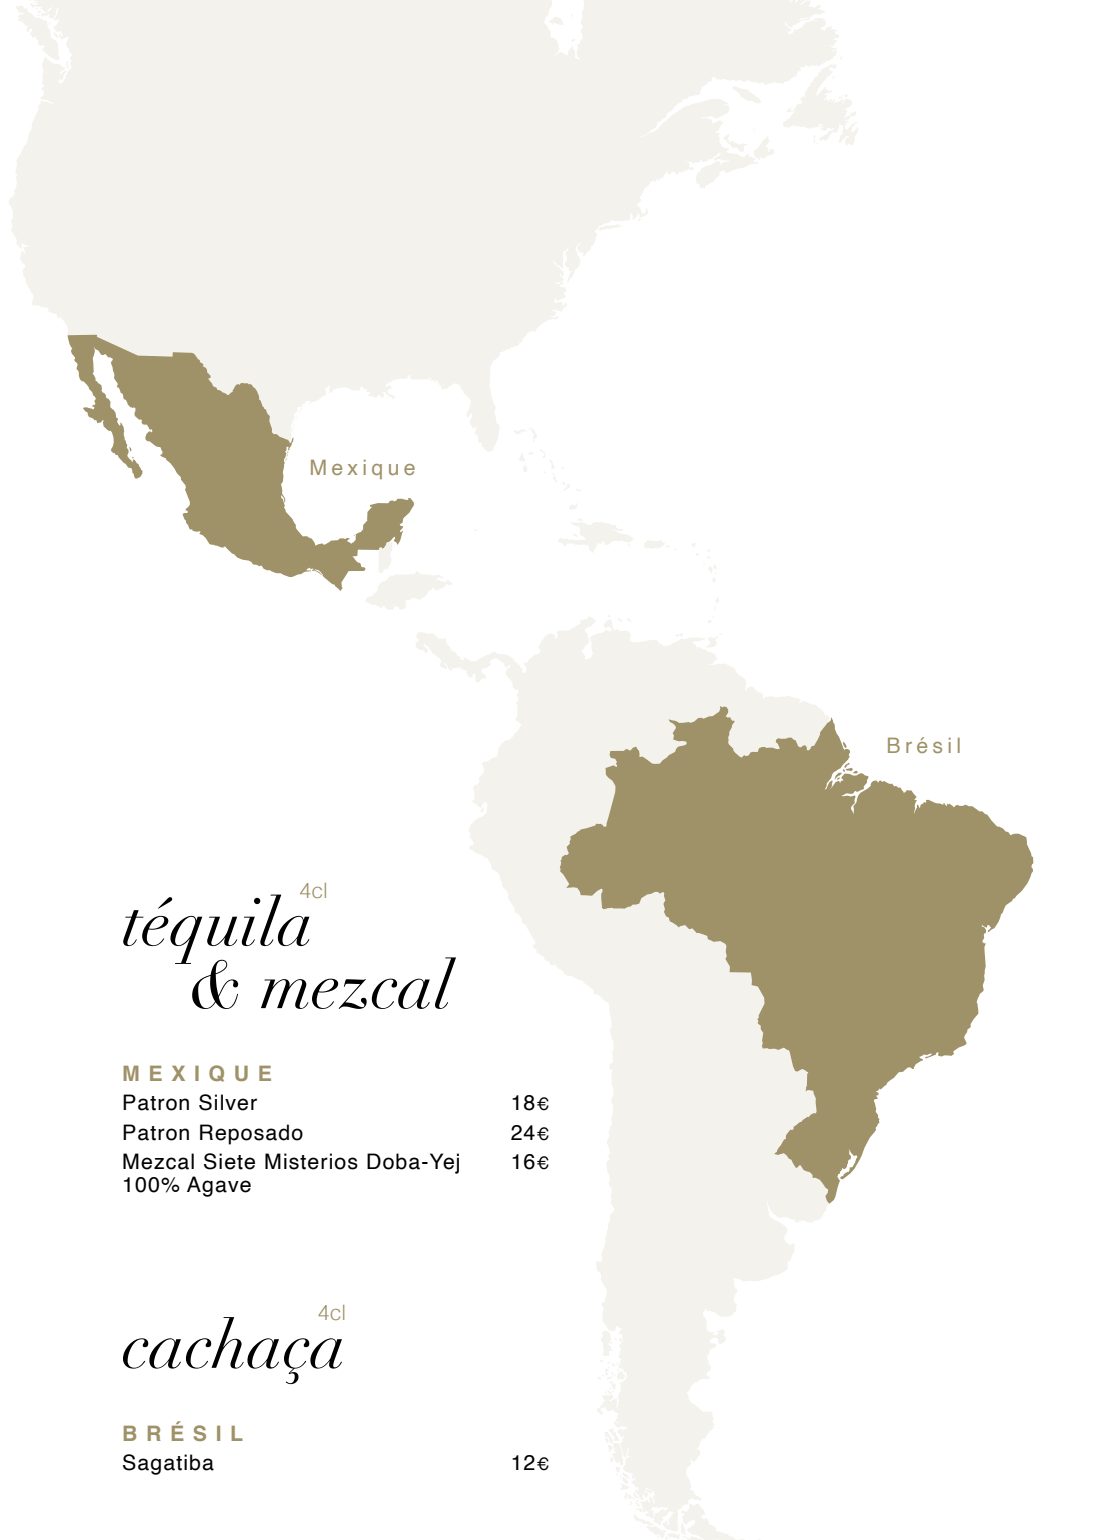 Mexique
Brésil
4cl
téquila
& mezcal
MEXIQUE
Patron Silver 18€
Patron Reposado 24€
Mezcal Siete Misterios Doba-Yej 16€
100% Agave
4cl
cachaça
BRÉSIL
Sagatiba 12€